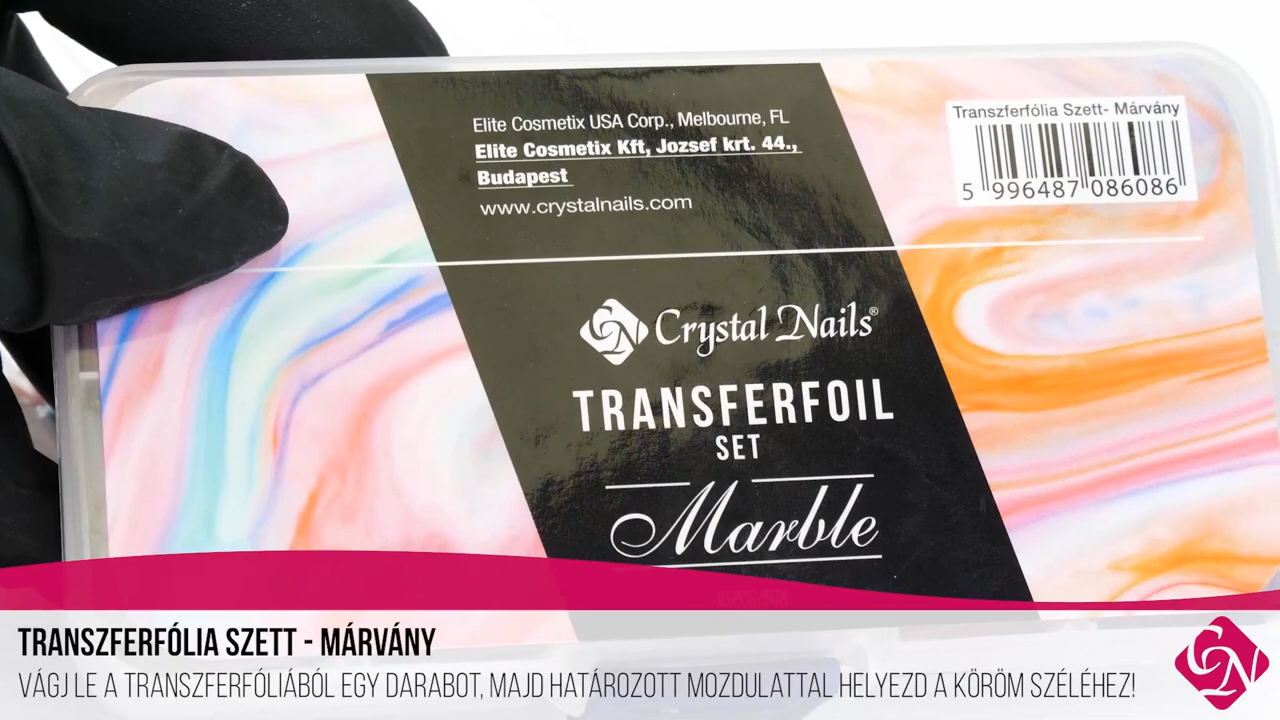 Elite Cosmetix USA Corp., Melbourne, FL
Elite Cosmetix Kft, Jozsef krt. 44.,
Budapest
www.crystalnails.com
Transzferfólia Szett- Márvány
5 996487 086086
CN Crystal Nails®
TRANSFERFOIL
SET
Marble
TRANSZFERFÓLIA SZETT - MÁRVÁNY
VÁGJ LE A TRANSZFERFÓLIÁBÓL EGY DARABOT, MAJD HATÁROZOTT MOZDULATTAL HELYEZD A KÖRÖM SZÉLÉHEZ!
CN